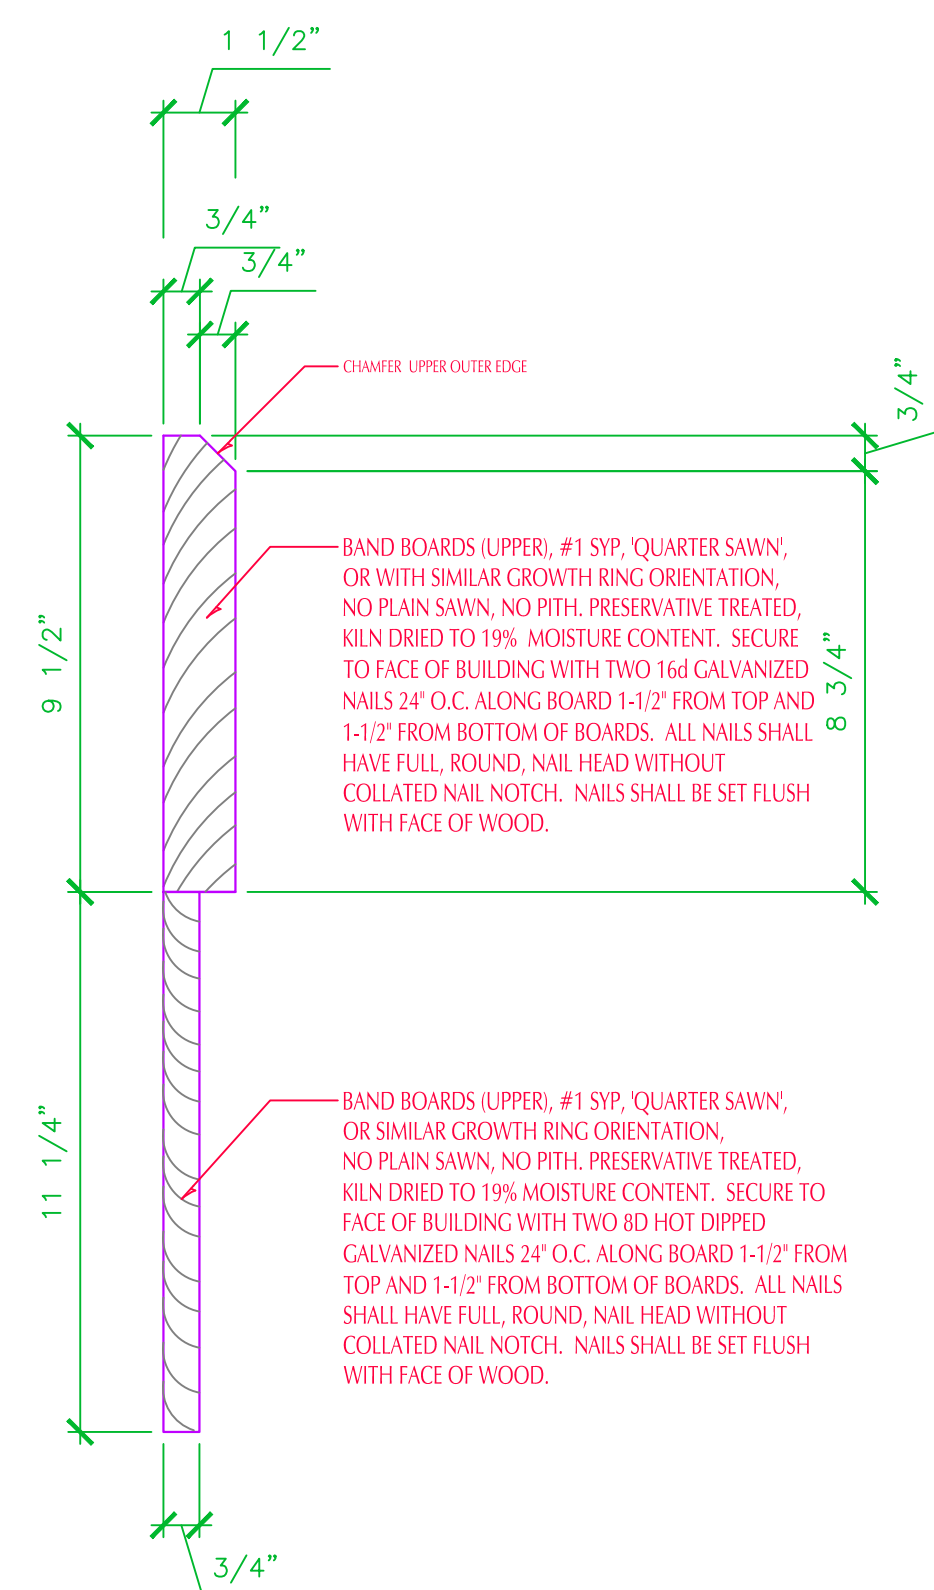 1 1/2"
3/4"
3/4"
CHAMFER UPPER OUTER EDGE
3/4"
BAND BOARDS (UPPER), #1 SYP, 'QUARTER SAWN',
OR WITH SIMILAR GROWTH RING ORIENTATION,
NO PLAIN SAWN, NO PITH. PRESERVATIVE TREATED,
KILN DRIED TO 19% MOISTURE CONTENT. SECURE
TO FACE OF BUILDING WITH TWO 16d GALVANIZED
NAILS 24" O.C. ALONG BOARD 1-1/2" FROM TOP AND
1-1/2" FROM BOTTOM OF BOARDS. ALL NAILS SHALL
HAVE FULL, ROUND, NAIL HEAD WITHOUT
COLLATED NAIL NOTCH. NAILS SHALL BE SET FLUSH
WITH FACE OF WOOD.
9 1/2"
8 3/4"
BAND BOARDS (UPPER), #1 SYP, 'QUARTER SAWN',
OR SIMILAR GROWTH RING ORIENTATION,
NO PLAIN SAWN, NO PITH. PRESERVATIVE TREATED,
KILN DRIED TO 19% MOISTURE CONTENT. SECURE TO
FACE OF BUILDING WITH TWO 8D HOT DIPPED
GALVANIZED NAILS 24" O.C. ALONG BOARD 1-1/2" FROM
TOP AND 1-1/2" FROM BOTTOM OF BOARDS. ALL NAILS
SHALL HAVE FULL, ROUND, NAIL HEAD WITHOUT
COLLATED NAIL NOTCH. NAILS SHALL BE SET FLUSH
WITH FACE OF WOOD.
11 1/4"
3/4"